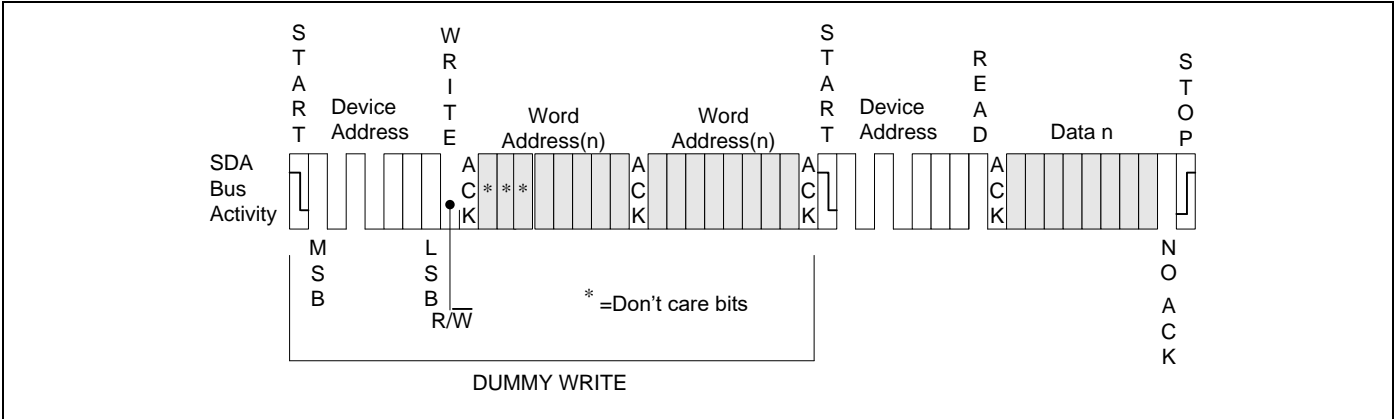 START
WRITE
START
READ
STOP
Device
Address
Word
Address(n)
Word
Address(n)
Device
Address
Data n
SDA
Bus
Activity
ACK
* * *
ACK
ACK
ACK
MSB
LSB
R/W̅
* =Don't care bits
NO ACK
DUMMY WRITE